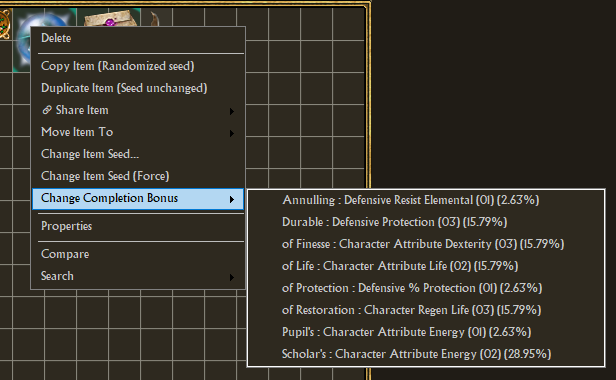 Delete
Copy Item (Randomized seed)
Duplicate Item (Seed unchanged)
Share Item
Move Item To
Change Item Seed...
Change Item Seed (Force)
Change Completion Bonus
Properties
Compare
Search
Annulling : Defensive Resist Elemental (01) (2.63%)
Durable : Defensive Protection (03) (15.79%)
of Finesse : Character Attribute Dexterity (03) (15.79%)
of Life : Character Attribute Life (02) (15.79%)
of Protection : Defensive % Protection (01) (2.63%)
of Restoration : Character Regen Life (03) (15.79%)
Pupil's : Character Attribute Energy (01) (2.63%)
Scholar's : Character Attribute Energy (02) (28.95%)